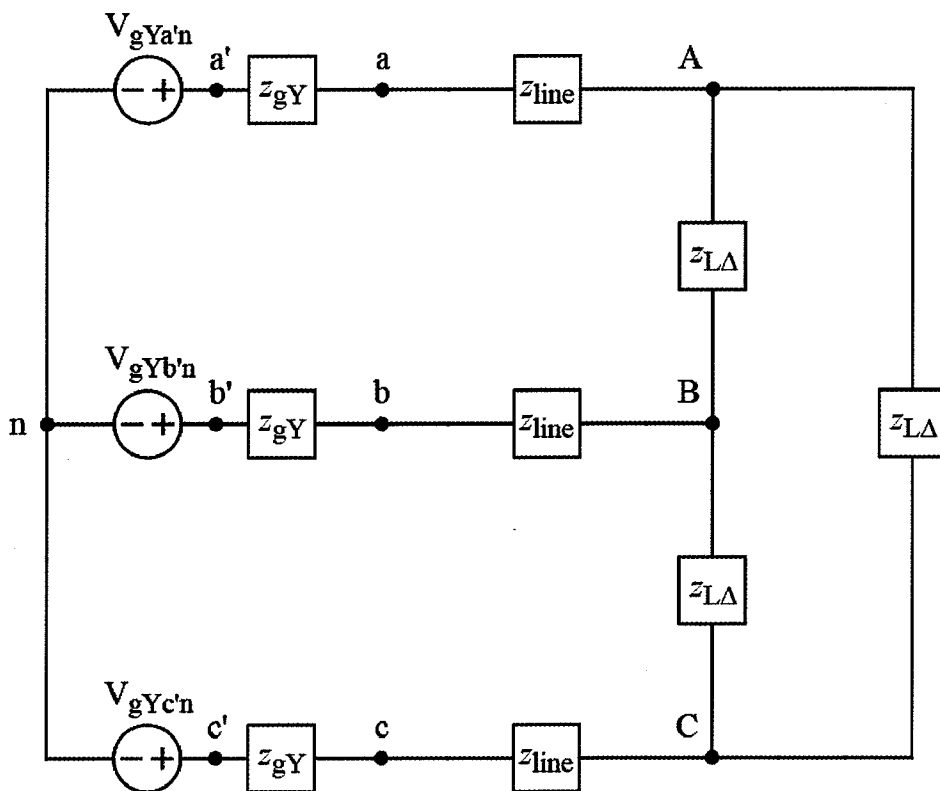 V_gYa'n
a' a A
z_gY z_line
z_LΔ
V_gYb'n
b' b B
n z_gY z_line z_LΔ
z_LΔ
V_gYc'n
c' c C
z_gY z_line